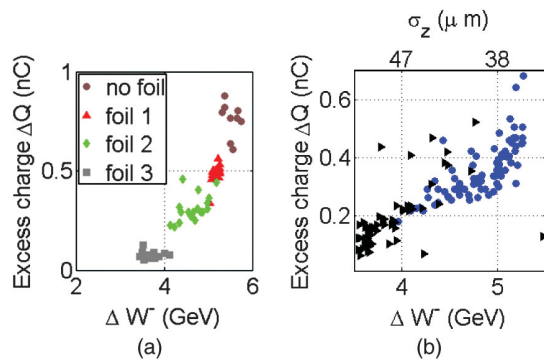 σz (μ m)
47 38
Excess charge ΔQ (nC)
1
0.5
0
no foil
foil 1
foil 2
foil 3
2 4 6
Δ W⁻ (GeV)
(a)
Excess charge ΔQ (nC)
0.6
0.4
0.2
4 5
Δ W⁻ (GeV)
(b)